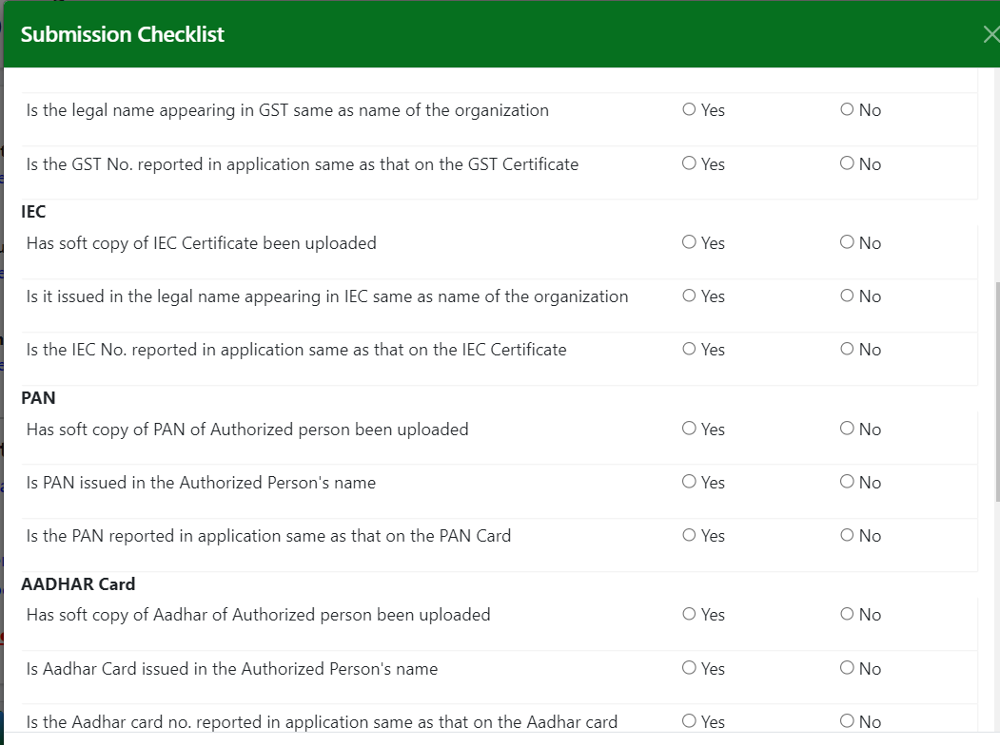 Submission Checklist
Is the legal name appearing in GST same as name of the organization Yes No
Is the GST No. reported in application same as that on the GST Certificate Yes No
IEC
Has soft copy of IEC Certificate been uploaded Yes No
Is it issued in the legal name appearing in IEC same as name of the organization Yes No
Is the IEC No. reported in application same as that on the IEC Certificate Yes No
PAN
Has soft copy of PAN of Authorized person been uploaded Yes No
Is PAN issued in the Authorized Person's name Yes No
Is the PAN reported in application same as that on the PAN Card Yes No
AADHAR Card
Has soft copy of Aadhar of Authorized person been uploaded Yes No
Is Aadhar Card issued in the Authorized Person's name Yes No
Is the Aadhar card no. reported in application same as that on the Aadhar card Yes No